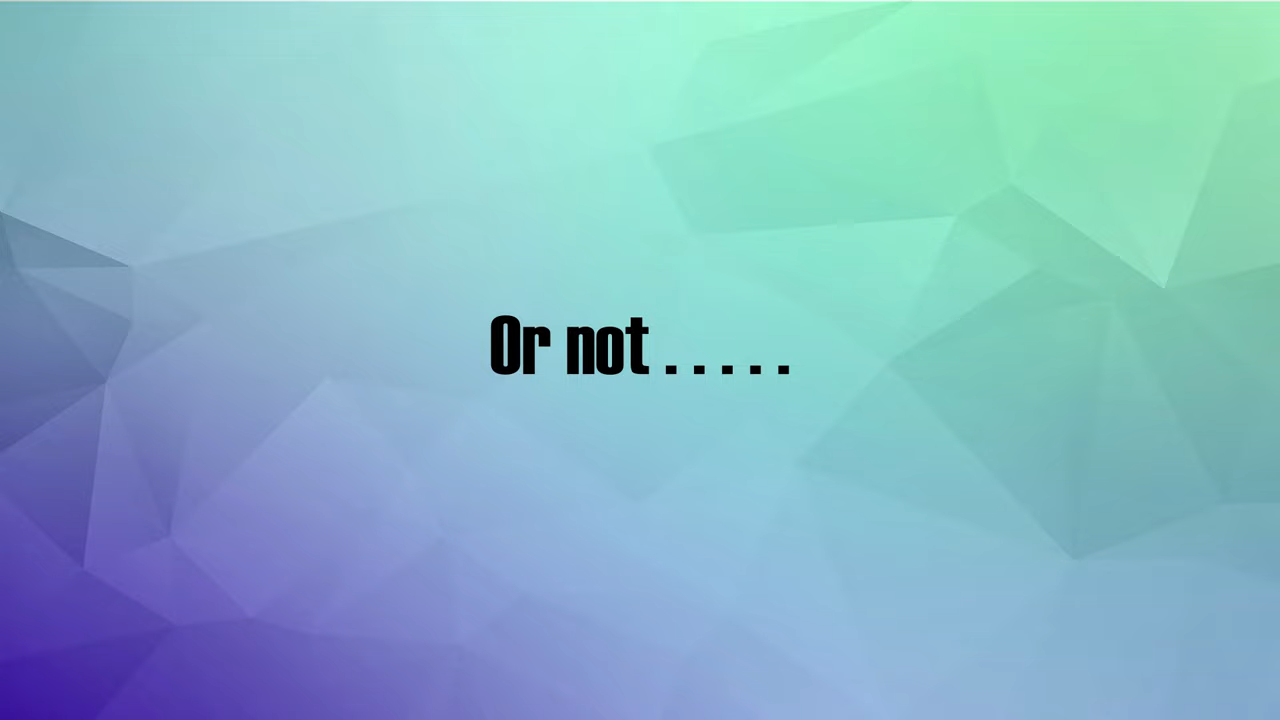 Or not . . . . .